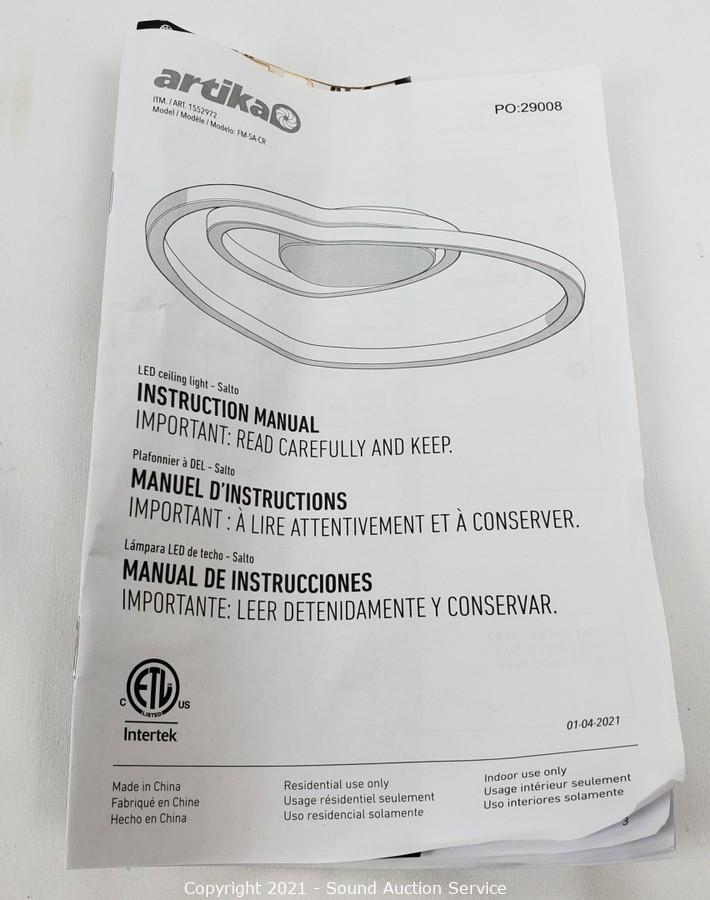 artika
ITM. / ART. 1552972
Model / Modèle / Modelo: FM-SA-CR
PO:29008
LED ceiling light - Salto
INSTRUCTION MANUAL
IMPORTANT: READ CAREFULLY AND KEEP.
Plafonnier à DEL - Salto
MANUEL D'INSTRUCTIONS
IMPORTANT : À LIRE ATTENTIVEMENT ET À CONSERVER.
Lámpara LED de techo - Salto
MANUAL DE INSTRUCCIONES
IMPORTANTE: LEER DETENIDAMENTE Y CONSERVAR.
ETL
LISTED
C US
Intertek
01-04-2021
Made in China
Fabriqué en Chine
Hecho en China
Residential use only
Usage résidentiel seulement
Uso residencial solamente
Indoor use only
Usage intérieur seulement
Uso interiores solamente
3
Copyright 2021 - Sound Auction Service